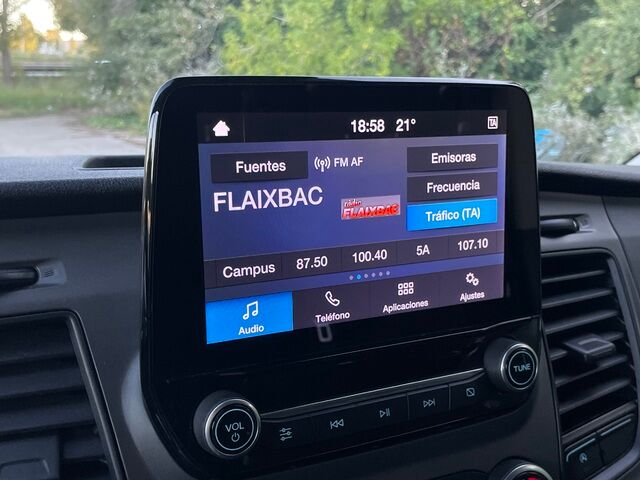 18:58 21° TA
Fuentes FM AF Emisoras
FLAIXBAC
ràdio
FLAIXBAC
Frecuencia
Tráfico (TA)
Campus 87.50 100.40 5A 107.10
Audio Teléfono Aplicaciones Ajustes
VOL
TUNE